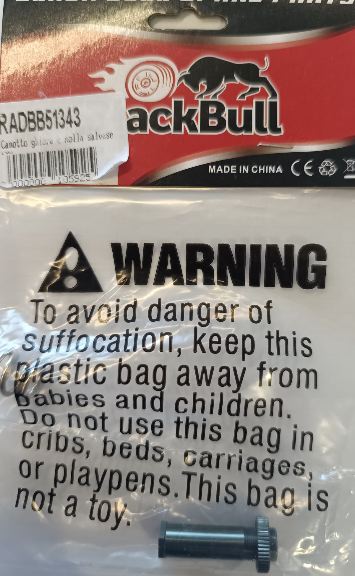 RADBB51343
ackBull
MADE IN CHINA CE
WARNING
To avoid danger of
suffocation, keep this
plastic bag away from
babies and children.
Do not use this bag in
cribs, beds, carriages,
or playpens.This bag is
not a toy.